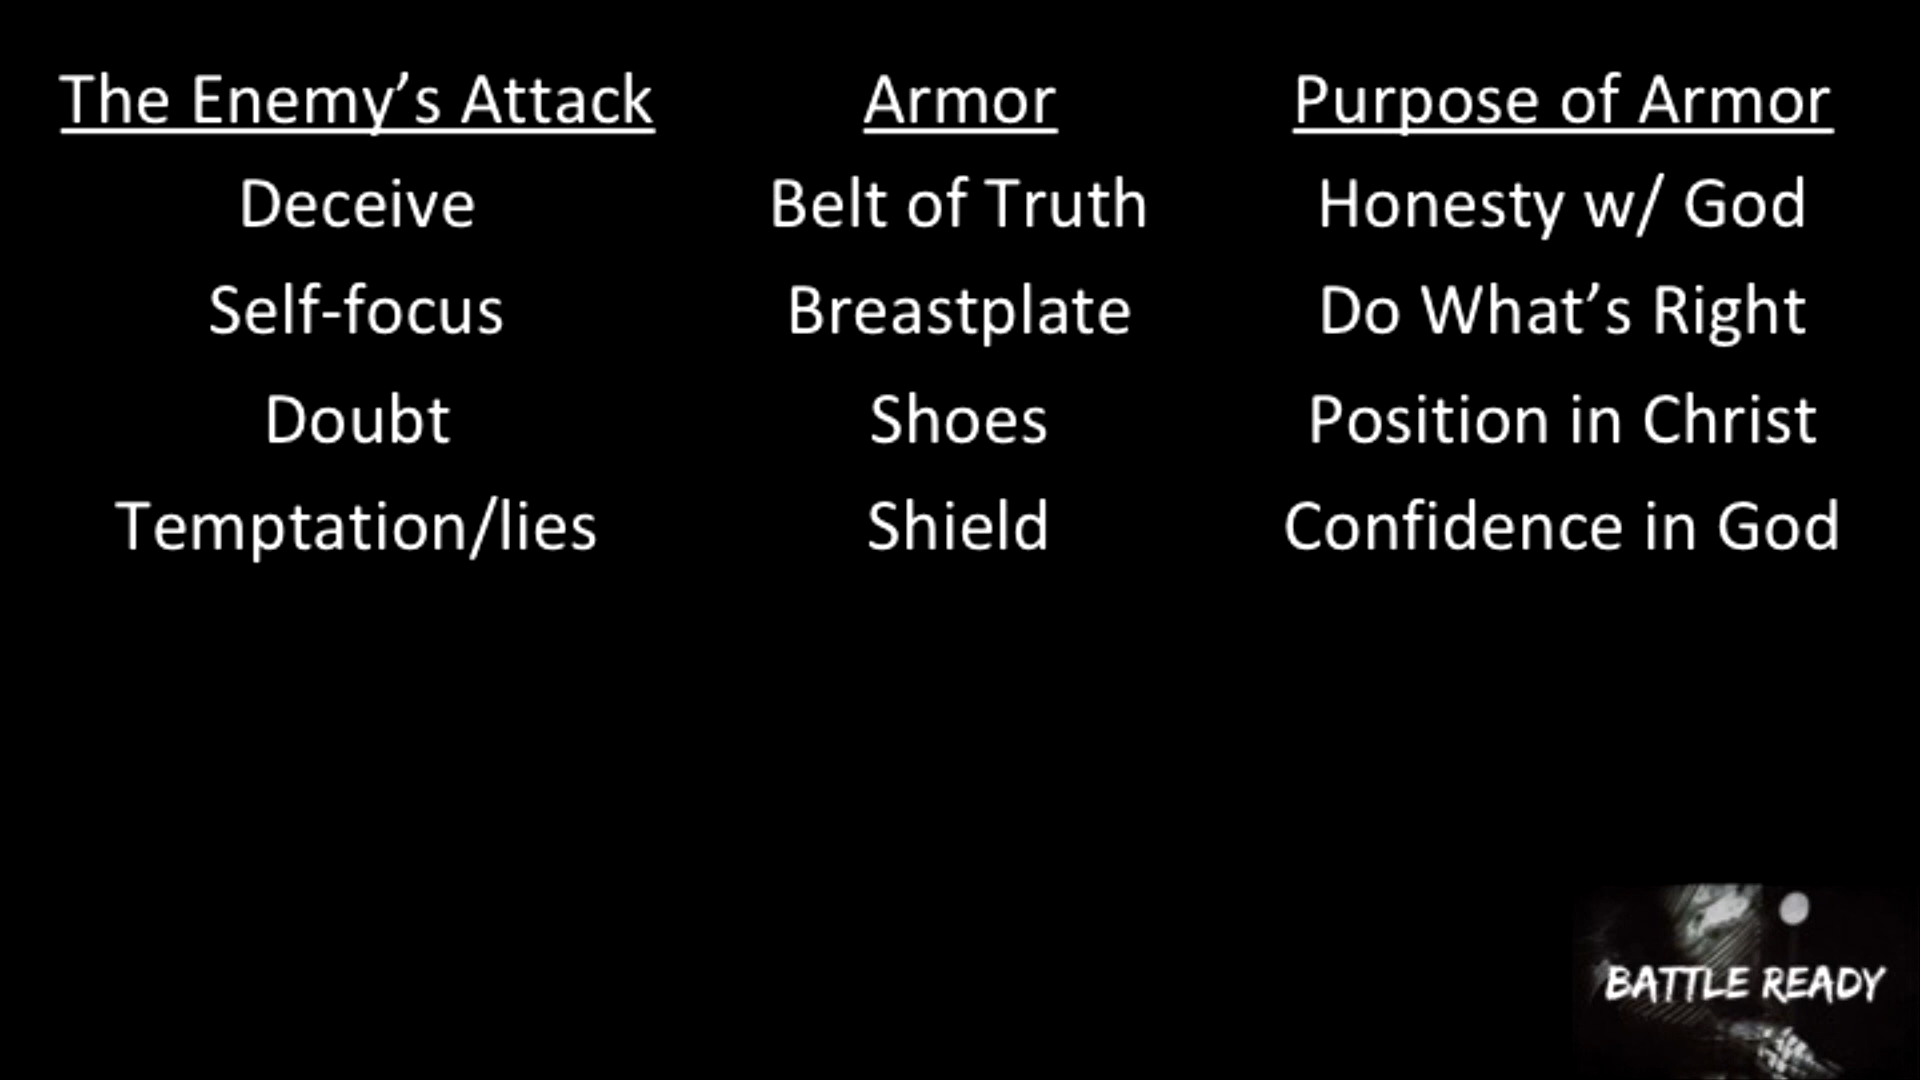 The Enemy’s Attack Armor Purpose of Armor
Deceive Belt of Truth Honesty w/ God
Self-focus Breastplate Do What’s Right
Doubt Shoes Position in Christ
Temptation/lies Shield Confidence in God
BATTLE READY